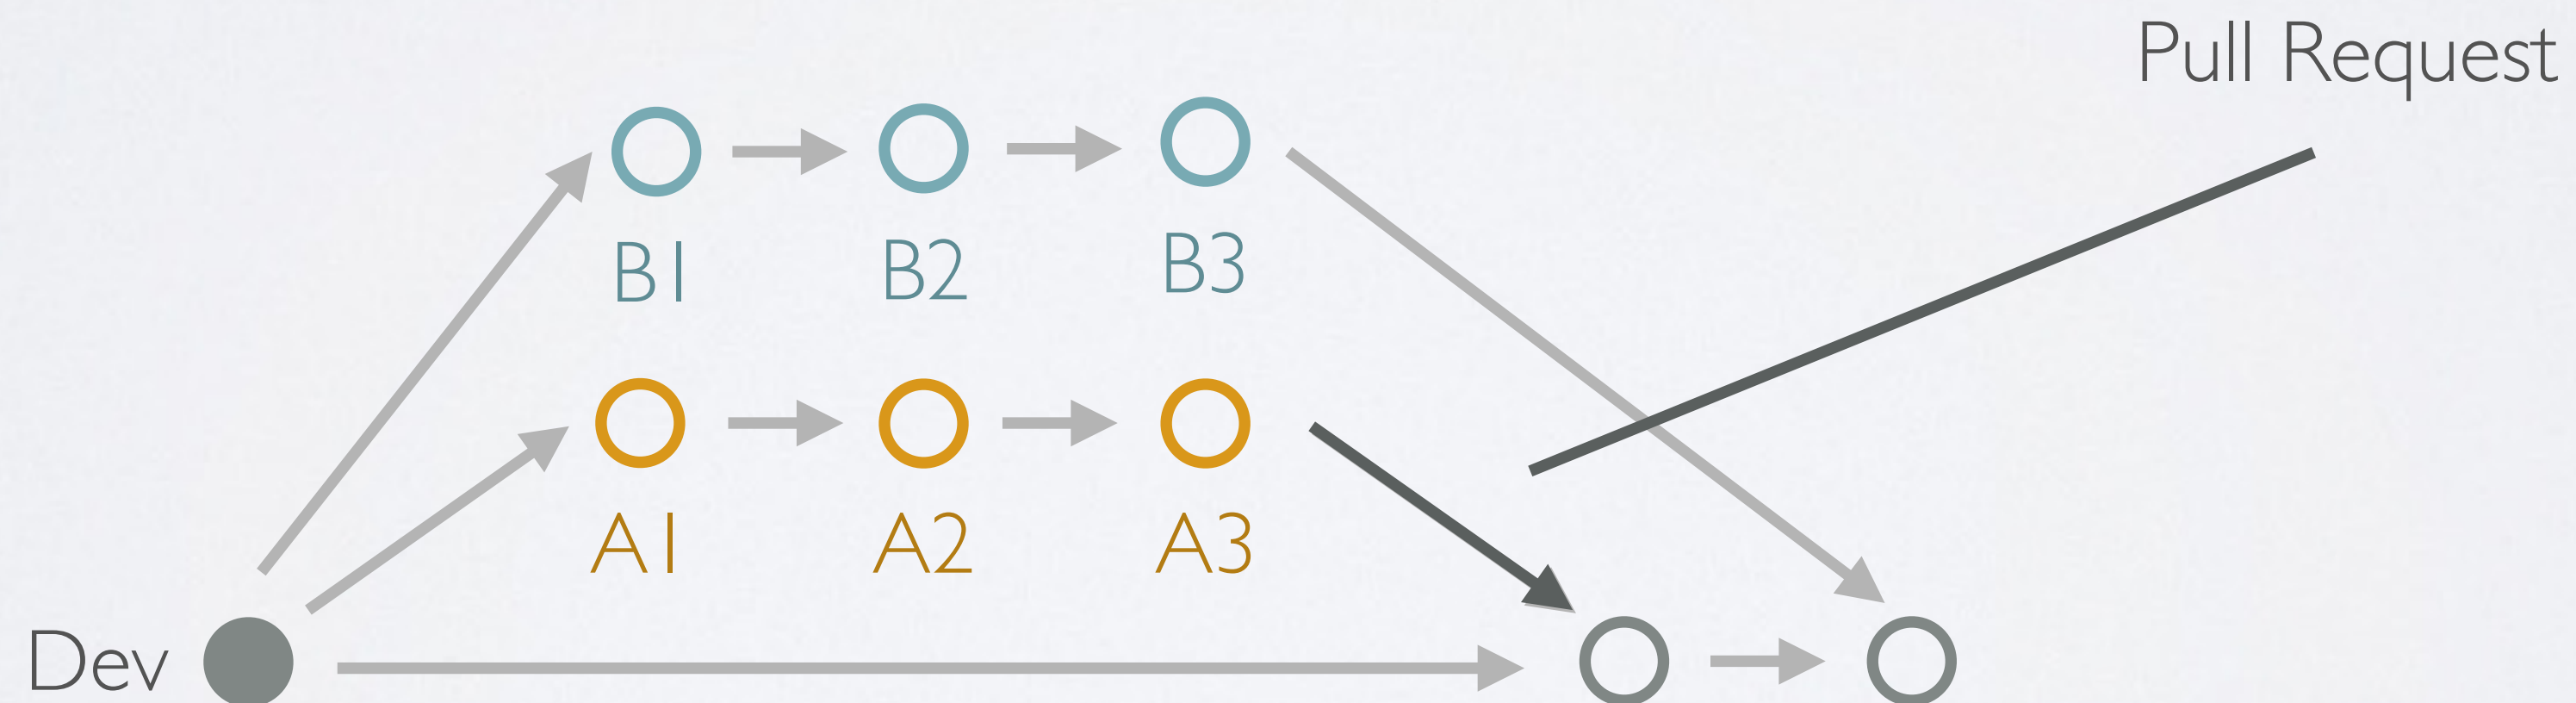 Pull Request
B1
B2
B3
A1
A2
A3
Dev